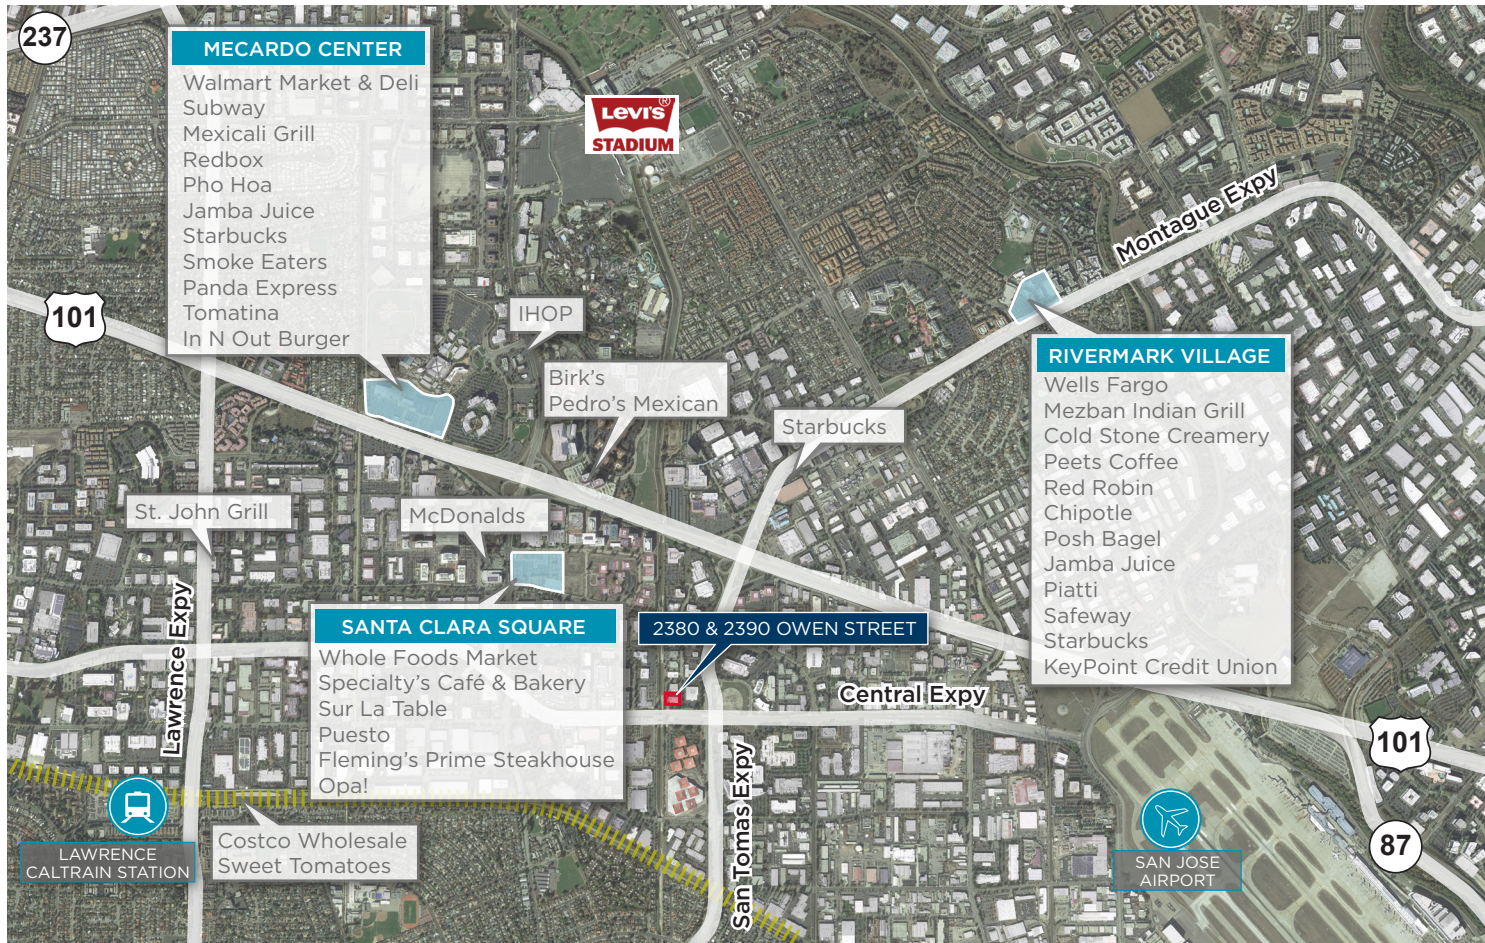 237
MECARDO CENTER
Walmart Market & Deli
Subway
Mexicali Grill
Redbox
Pho Hoa
Jamba Juice
Starbucks
Smoke Eaters
Panda Express
Tomatina
In N Out Burger
LEVI'S®
STADIUM
Montague Expy
101
IHOP
Birk's
Pedro's Mexican
Starbucks
RIVERMARK VILLAGE
Wells Fargo
Mezban Indian Grill
Cold Stone Creamery
Peets Coffee
Red Robin
Chipotle
Posh Bagel
Jamba Juice
Piatti
Safeway
Starbucks
KeyPoint Credit Union
St. John Grill
McDonalds
Lawrence Expy
SANTA CLARA SQUARE
Whole Foods Market
Specialty's Café & Bakery
Sur La Table
Puesto
Fleming's Prime Steakhouse
Opa!
2380 & 2390 OWEN STREET
Central Expy
101
San Tomas Expy
LAWRENCE
CALTRAIN STATION
Costco Wholesale
Sweet Tomatoes
SAN JOSE
AIRPORT
87